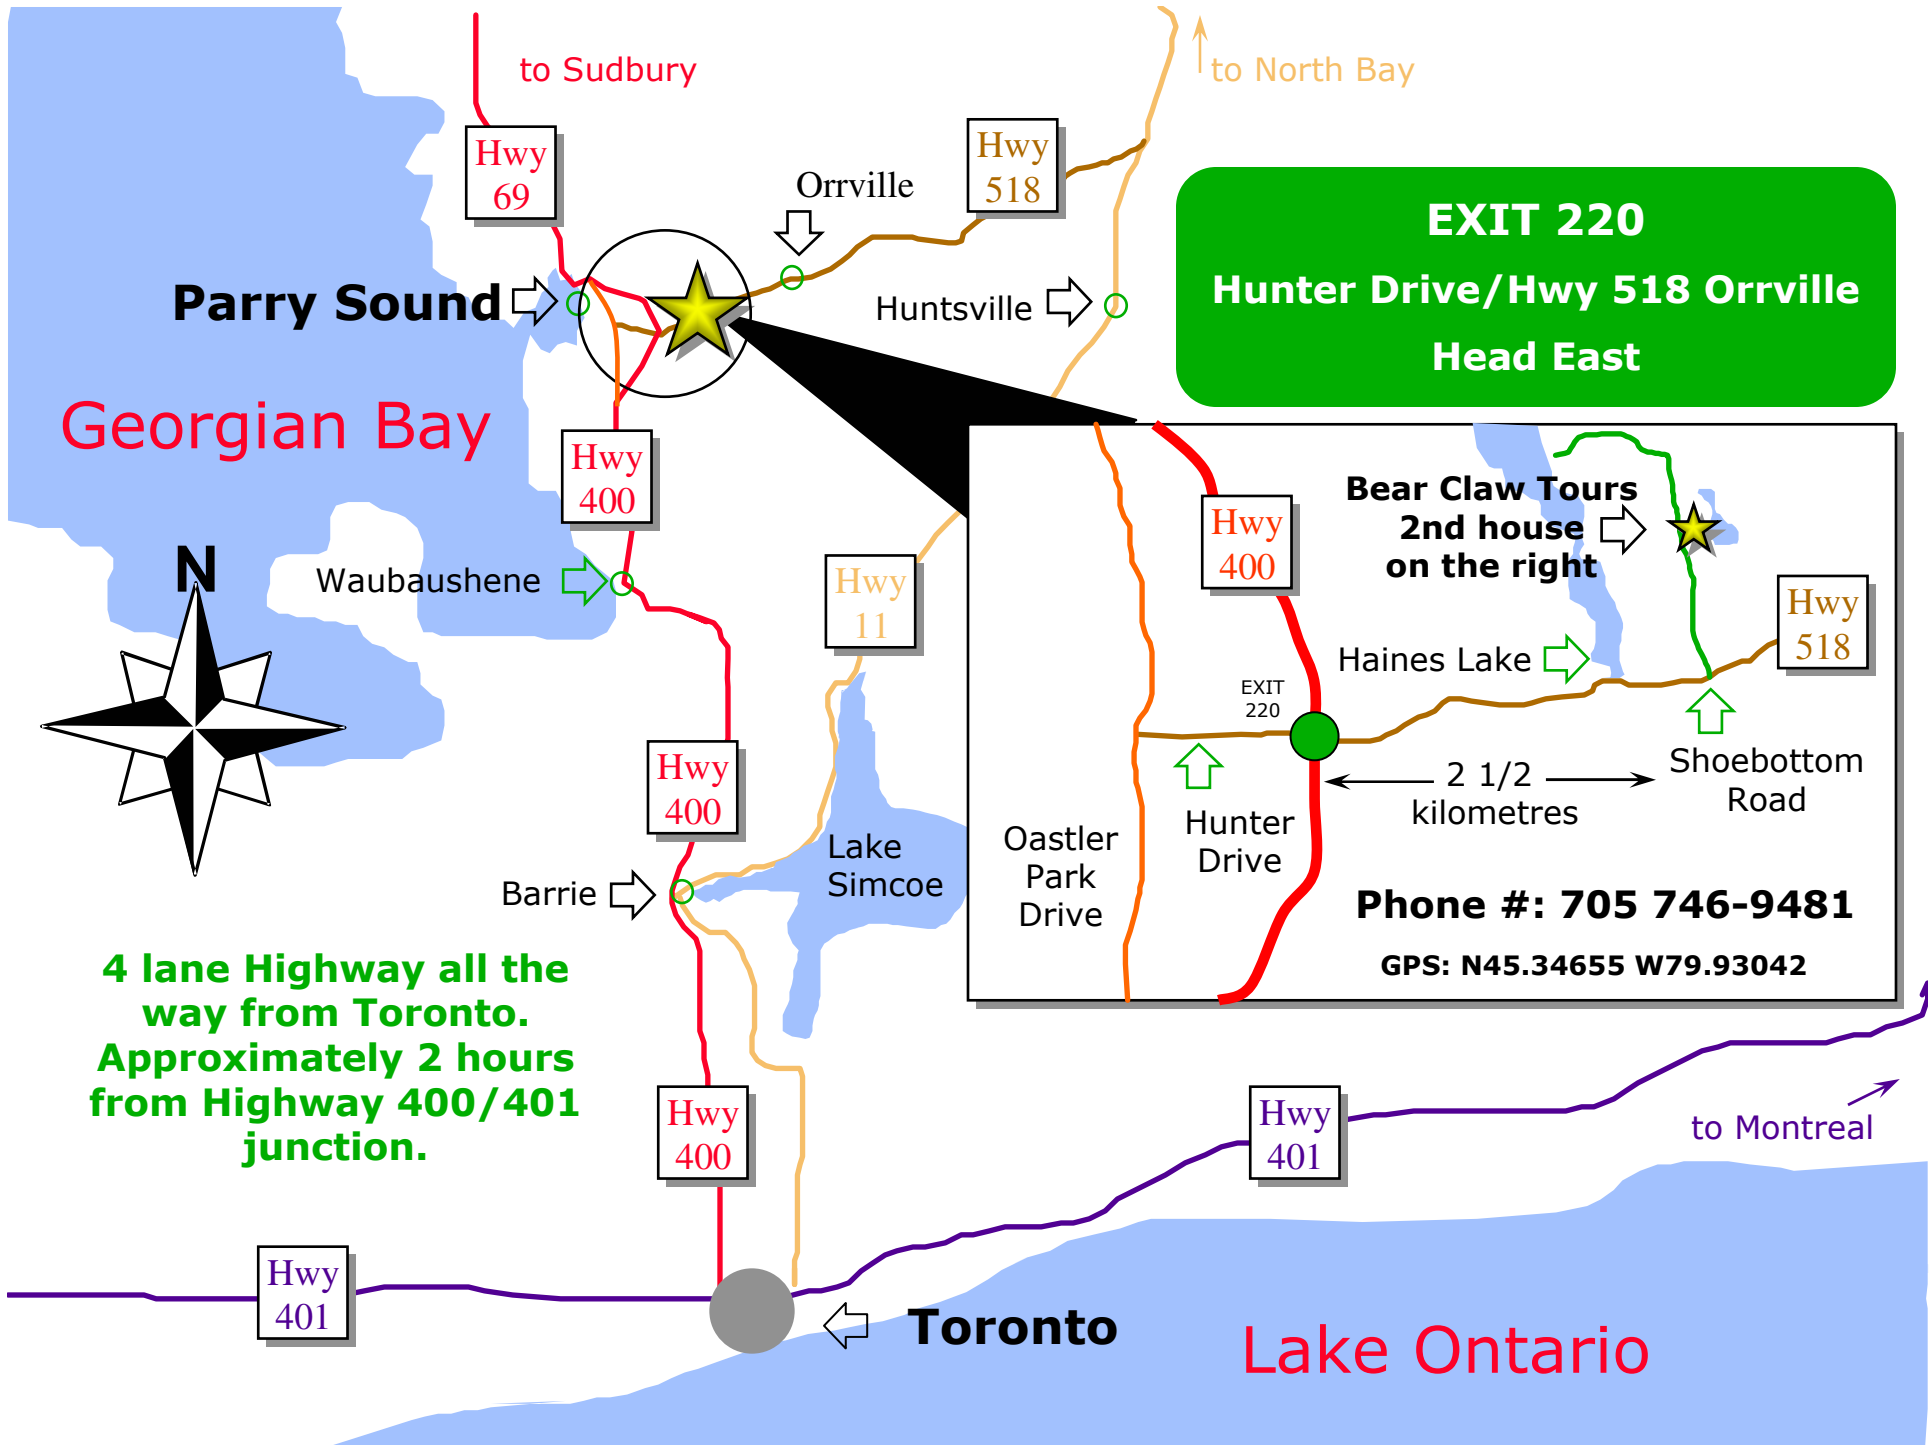 to Sudbury
to North Bay
Hwy
69
Orrville
Hwy
518
EXIT 220
Hunter Drive/Hwy 518 Orrville
Head East
Parry Sound
Huntsville
Georgian Bay
Hwy
400
Waubaushene
Hwy
11
N
Hwy
400
Barrie
Lake
Simcoe
Bear Claw Tours
2nd house
on the right
Hwy
400
Hwy
518
Haines Lake
EXIT
220
2 1/2
kilometres
Shoebottom
Road
Hunter
Drive
Oastler
Park
Drive
Phone #: 705 746-9481
GPS: N45.34655 W79.93042
4 lane Highway all the
way from Toronto.
Approximately 2 hours
from Highway 400/401
junction.
Hwy
400
Hwy
401
to Montreal
Hwy
401
Toronto
Lake Ontario